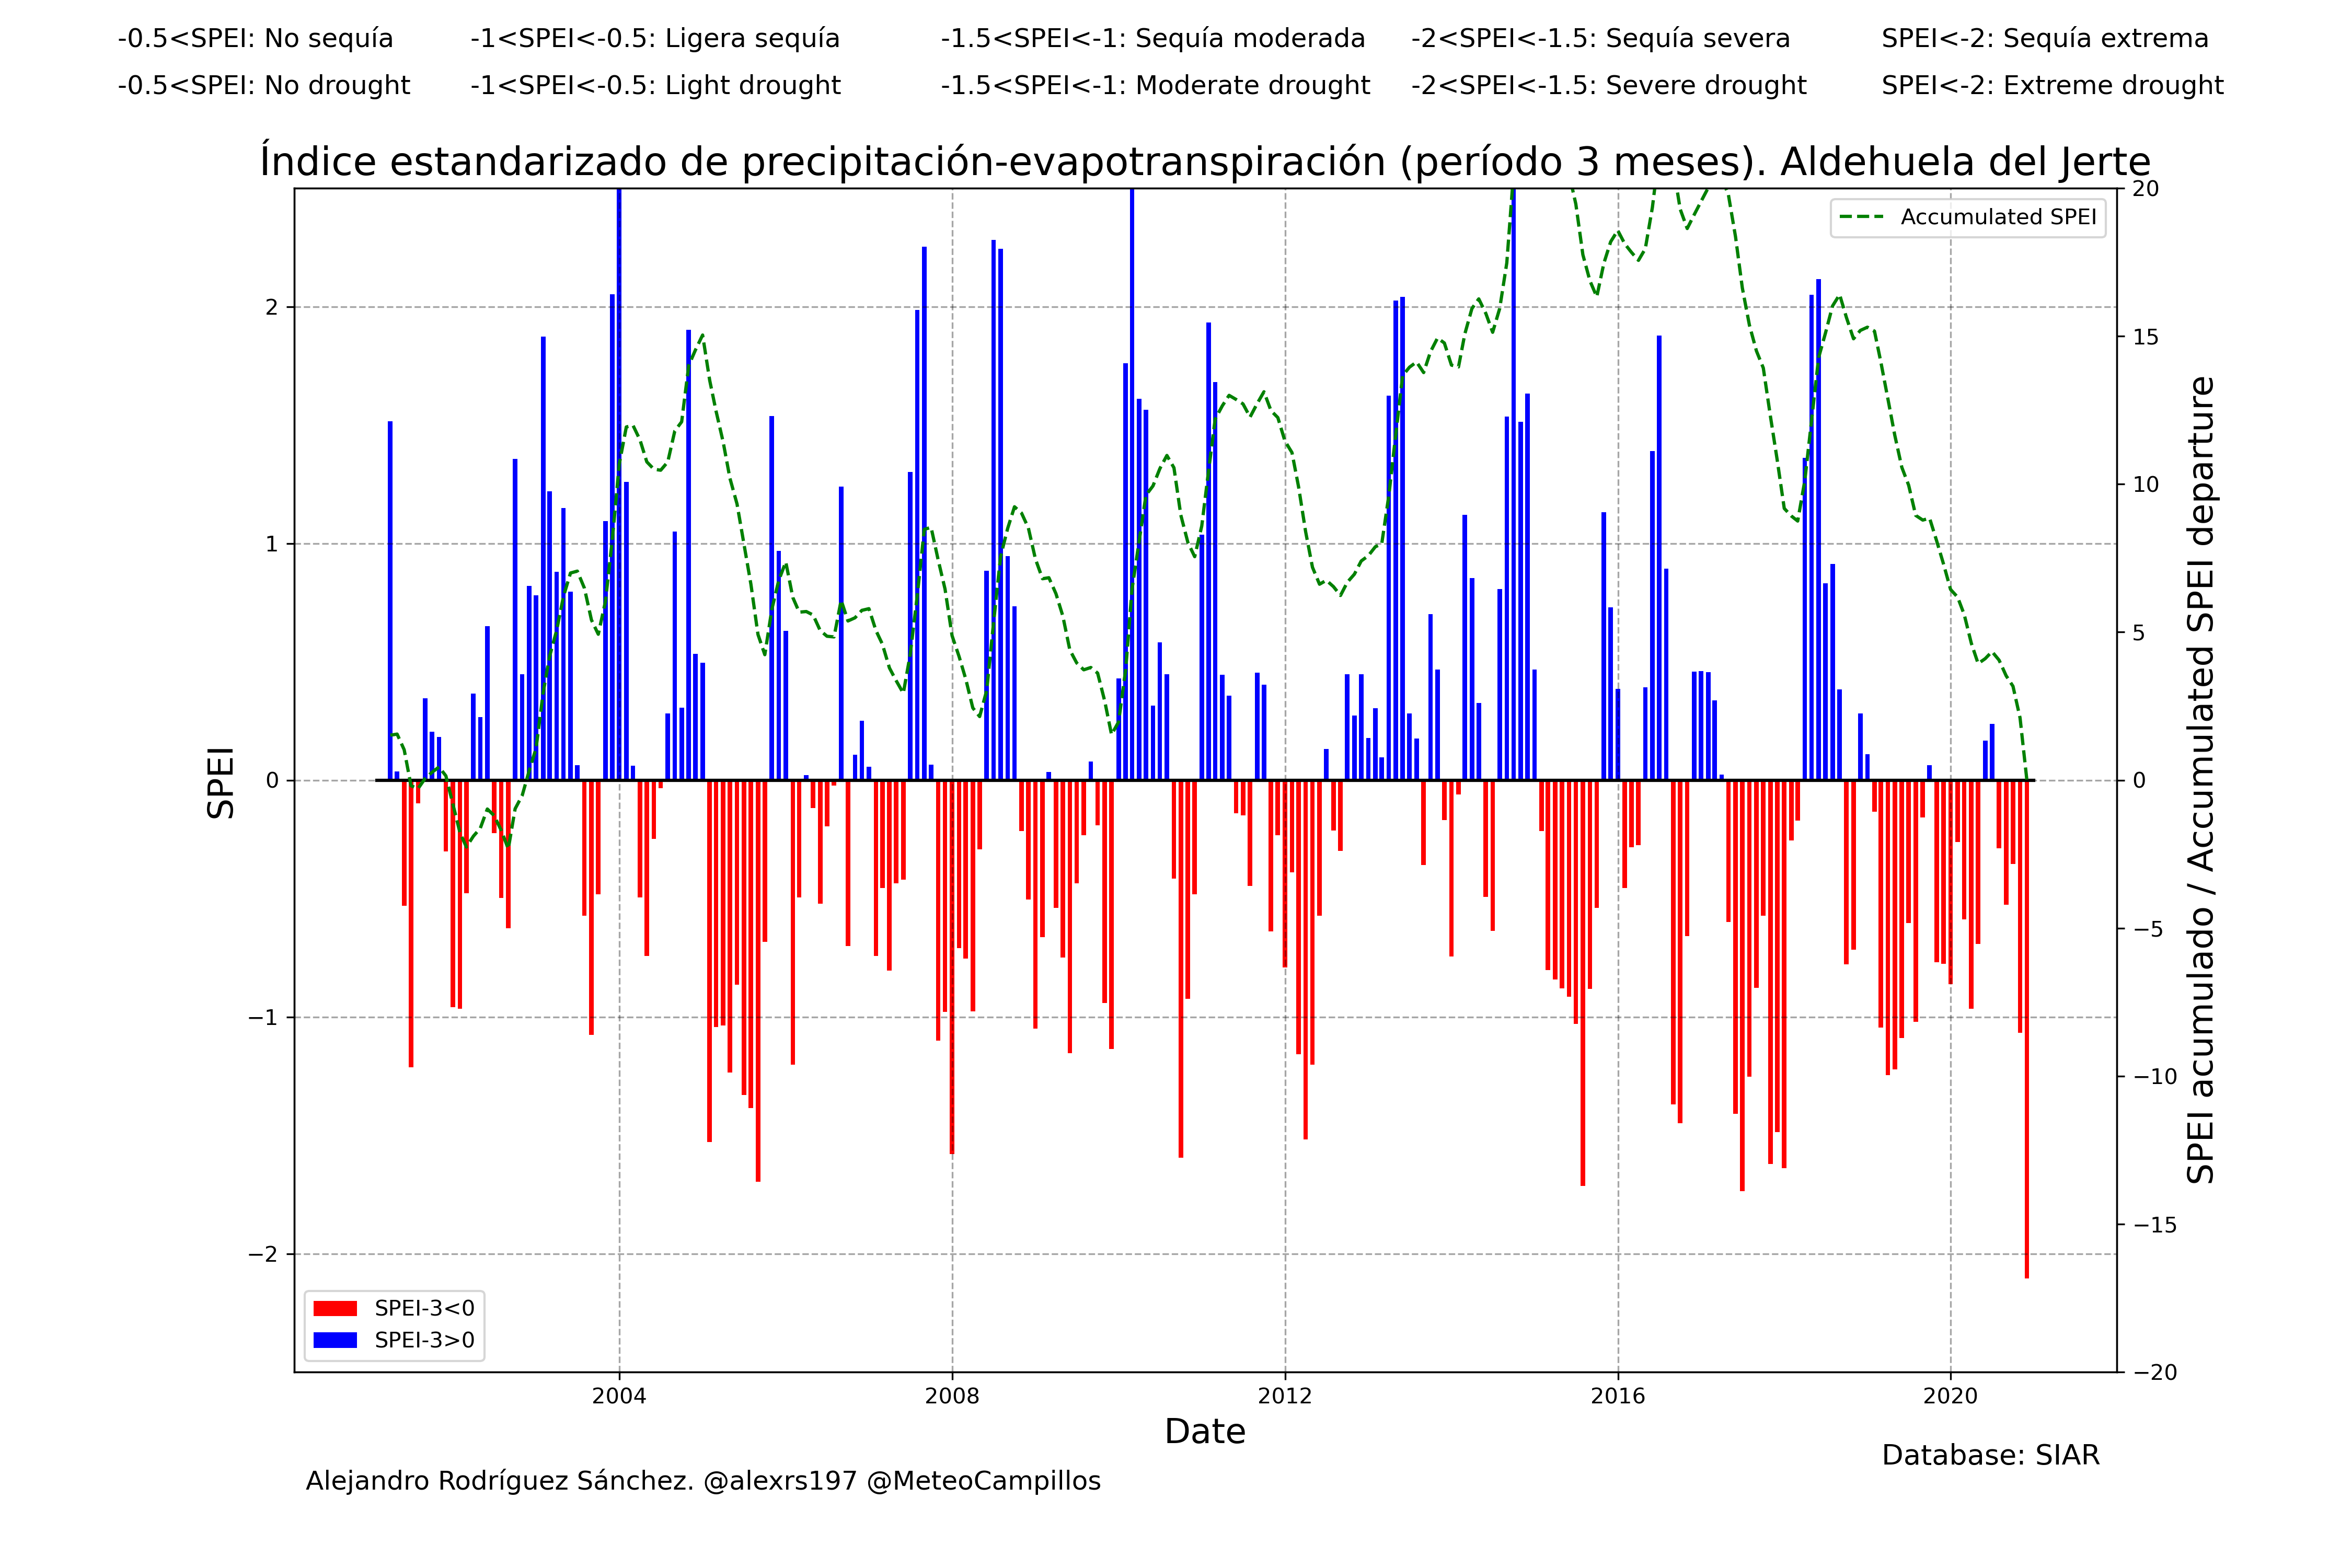 -0.5<SPEI: No sequía -1<SPEI<-0.5: Ligera sequía -1.5<SPEI<-1: Sequía moderada -2<SPEI<-1.5: Sequía severa SPEI<-2: Sequía extrema
-0.5<SPEI: No drought -1<SPEI<-0.5: Light drought -1.5<SPEI<-1: Moderate drought -2<SPEI<-1.5: Severe drought SPEI<-2: Extreme drought
Índice estandarizado de precipitación-evapotranspiración (período 3 meses). Aldehuela del Jerte
Accumulated SPEI
SPEI
2
1
0
−1
−2
20
15
10
5
0
−5
−10
−15
−20
SPEI acumulado / Accumulated SPEI departure
SPEI-3<0
SPEI-3>0
2004 2008 2012 2016 2020
Date
Database: SIAR
Alejandro Rodríguez Sánchez. @alexrs197 @MeteoCampillos